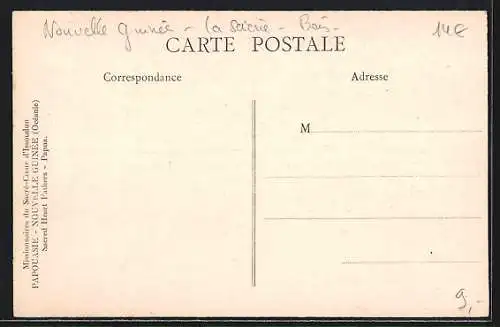 Nouvelle guinée - La scierie - Bois - 14€
CARTE POSTALE
Correspondance
Adresse
M
Missionnaires du Sacré-Cœur d'Issoudun
PAPOUASIE - NOUVELLE GUINÉE (Océanie)
Sacred Heart Fathers - Papua.
9,-